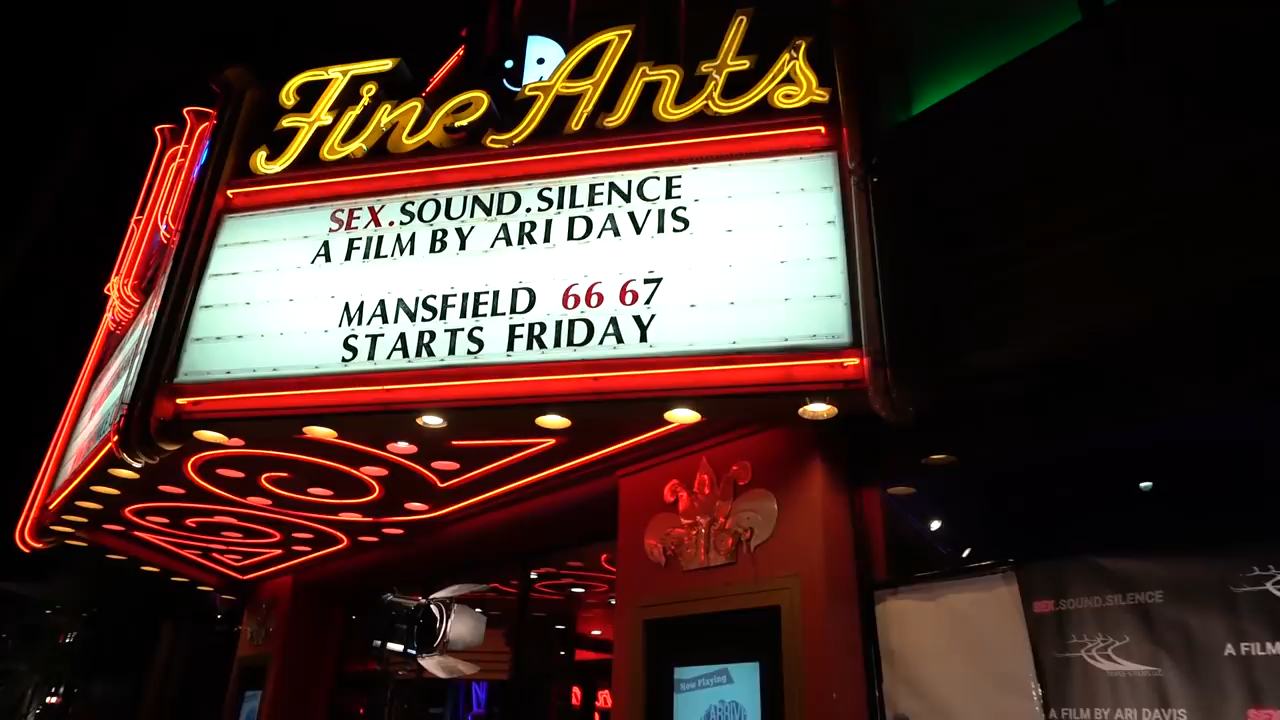 Fine Arts
SEX.SOUND.SILENCE
A FILM BY ARI DAVIS
MANSFIELD 66 67
STARTS FRIDAY
Now Playing
SEX.SOUND.SILENCE
A FILM
A FILM BY ARI DAVIS